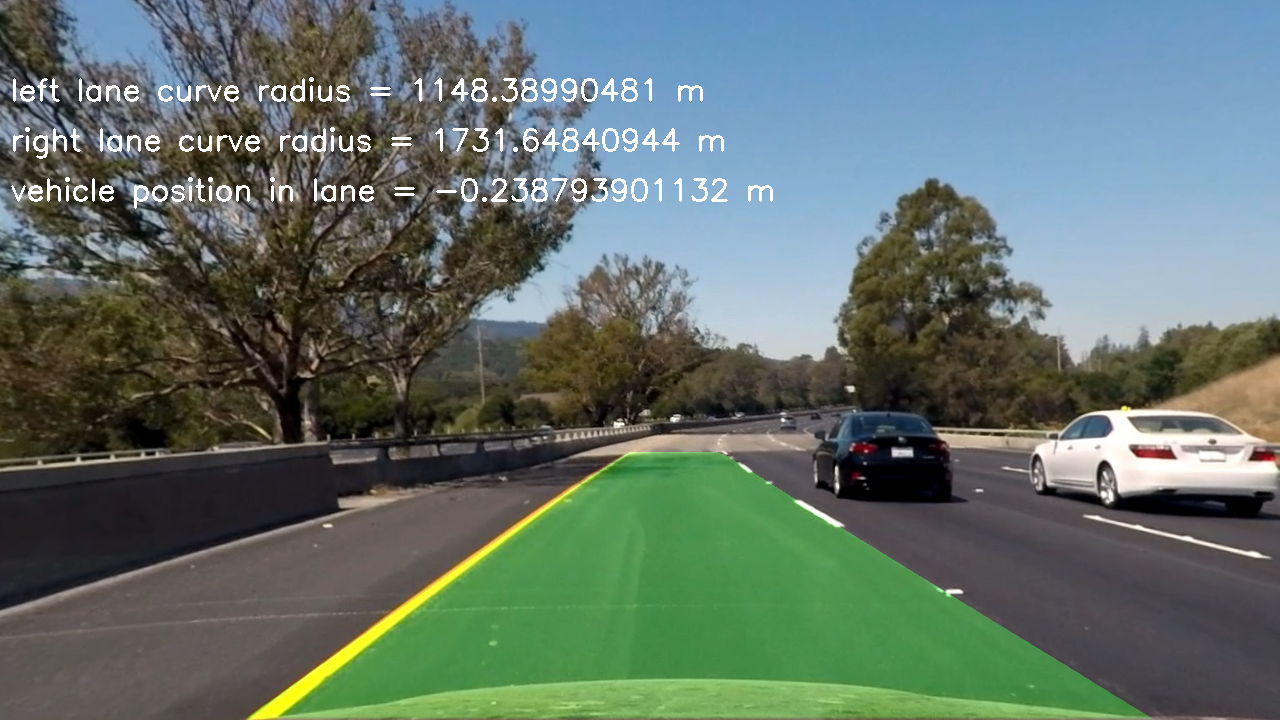 left lane curve radius = 1148.38990481 m
right lane curve radius = 1731.64840944 m
vehicle position in lane = -0.238793901132 m